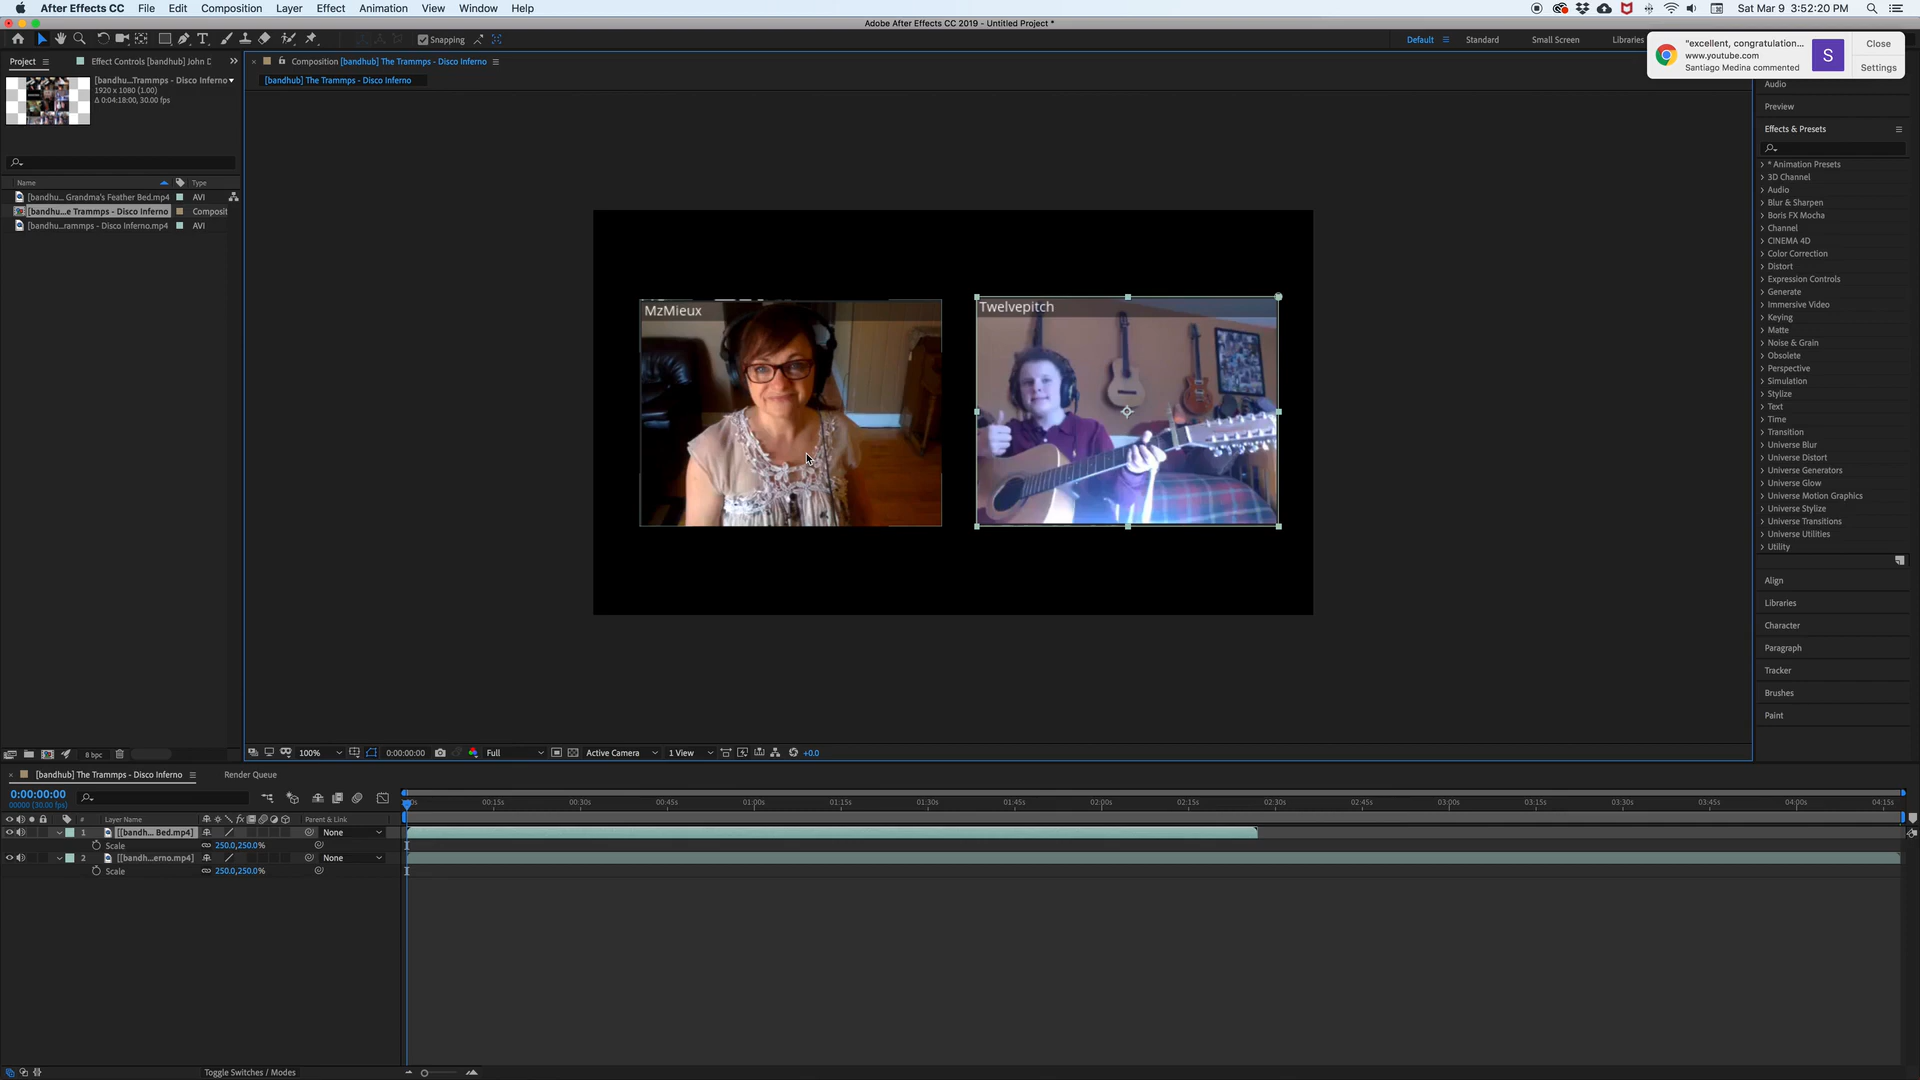 After Effects CC File Edit Composition Layer Effect Animation View Window Help Sat Mar 9 3:52:20 PM
Adobe After Effects CC 2019 - Untitled Project *
Snapping Default Standard Small Screen Libraries
"excellent, congratulation... Close
www.youtube.com
S
Santiago Medina commented Settings
Project Effect Controls [bandhub] John D Composition [bandhub] The Trammps - Disco Inferno
[bandhu...Trammps - Disco Inferno
1920 x 1080 (1.00)
Δ 0:04:18:00, 30.00 fps
[bandhub] The Trammps - Disco Inferno
Name Type
[bandhu... Grandma's Feather Bed.mp4 AVI
[bandhu...e Trammps - Disco Inferno Composit
[bandhu...rammps - Disco Inferno.mp4 AVI
MzMieux
Twelvepitch
Audio
Preview
Effects & Presets
* Animation Presets
3D Channel
Audio
Blur & Sharpen
Boris FX Mocha
Channel
CINEMA 4D
Color Correction
Distort
Expression Controls
Generate
Immersive Video
Keying
Matte
Noise & Grain
Obsolete
Perspective
Simulation
Stylize
Text
Time
Transition
Universe Blur
Universe Distort
Universe Generators
Universe Glow
Universe Motion Graphics
Universe Stylize
Universe Transitions
Universe Utilities
Utility
Align
Libraries
Character
Paragraph
Tracker
Brushes
Paint
8 bpc 100% 0:00:00:00 Full Active Camera 1 View +0.0
[bandhub] The Trammps - Disco Inferno Render Queue
0:00:00:00
00000 (30.00 fps)
00:15s 00:30s 00:45s 01:00s 01:15s 01:30s 01:45s 02:00s 02:15s 02:30s 02:45s 03:00s 03:15s 03:30s 03:45s 04:00s 04:15s
# Layer Name Parent & Link
1 [[bandh... Bed.mp4] None
Scale 250.0,250.0%
2 [[bandh...erno.mp4] None
Scale 250.0,250.0%
Toggle Switches / Modes